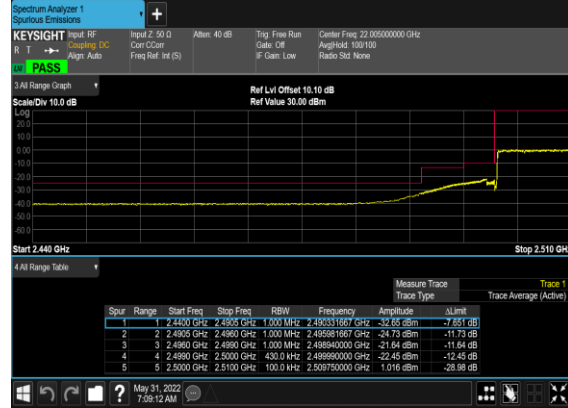 Spectrum Analyzer 1
Spurious Emissions
+
KEYSIGHT Input: RF Input Z: 50 Ω Atten: 40 dB Trig: Free Run Center Freq: 22.005000000 GHz
R T Coupling: DC Corr CCorr Gate: Off Avg|Hold: 100/100
Align: Auto Freq Ref: Int (S) IF Gain: Low Radio Std: None
PASS
3 All Range Graph
Ref Lvl Offset 10.10 dB
Scale/Div 10.0 dB Ref Value 30.00 dBm
Log
20.0
10.0
0.00
-10.0
-20.0
-30.0
-40.0
-50.0
-60.0
Start 2.440 GHz Stop 2.510 GH
4 All Range Table
Measure Trace Trace 1
Trace Type Trace Average (Active)
Spur Range Start Freq Stop Freq RBW Frequency Amplitude ΔLimit
1 1 2.4400 GHz 2.4905 GHz 1.000 MHz 2.490331667 GHz -32.65 dBm -7.651 dB
2 2 2.4905 GHz 2.4960 GHz 1.000 MHz 2.495981667 GHz -24.73 dBm -11.73 dB
3 3 2.4960 GHz 2.4990 GHz 1.000 MHz 2.498940000 GHz -21.64 dBm -11.64 dB
4 4 2.4990 GHz 2.5000 GHz 430.0 kHz 2.499990000 GHz -22.45 dBm -12.45 dB
5 5 2.5000 GHz 2.5100 GHz 100.0 kHz 2.509750000 GHz 1.016 dBm -28.98 dB
? May 31, 2022
7:09:12 AM